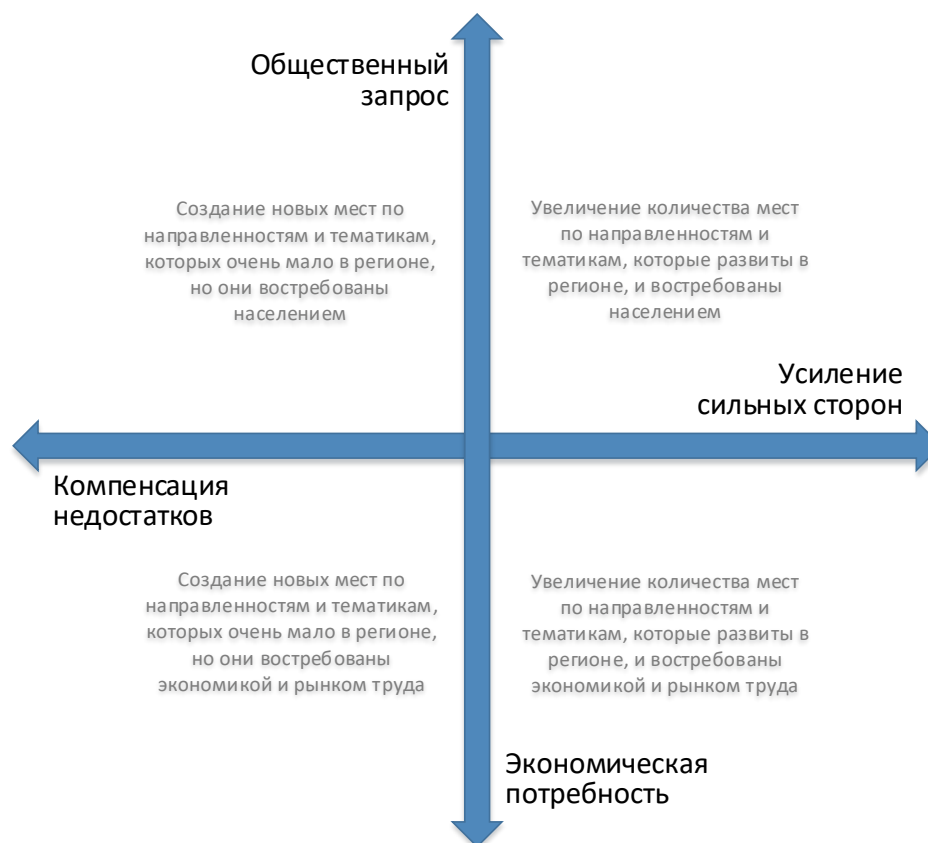 Общественный
запрос
Создание новых мест по
направленностям и тематикам,
которых очень мало в регионе,
но они востребованы
населением
Увеличение количества мест
по направленностям и
тематикам, которые развиты в
регионе, и востребованы
населением
Усиление
сильных сторон
Компенсация
недостатков
Создание новых мест по
направленностям и тематикам,
которых очень мало в регионе,
но они востребованы
экономикой и рынком труда
Увеличение количества мест
по направленностям и
тематикам, которые развиты в
регионе, и востребованы
экономикой и рынком труда
Экономическая
потребность